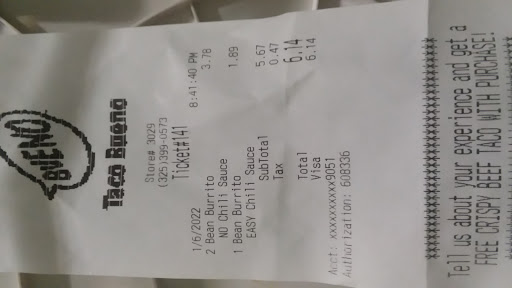 BUENO
Taco Bueno
Store# 3029
(325)399-0573
Ticket#141
1/6/2022 8:41:40 PM
2 Bean Burrito 3.78
NO Chili Sauce
1 Bean Burrito 1.89
EASY Chili Sauce
SubTotal 5.67
Tax 0.47
Total 6.14
Visa 6.14
Acct: xxxxxxxxxxxx9051
Authorization: 608336
Tell us about your experience and get a
FREE CRISPY BEEF TACO WITH PURCHASE!